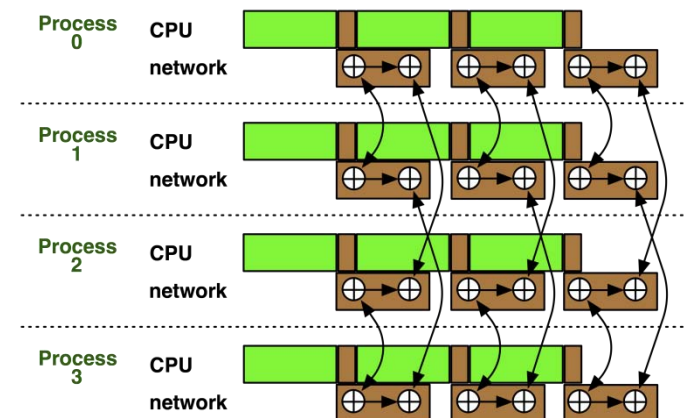 Process CPU
0
network
Process CPU
1
network
Process CPU
2
network
Process CPU
3
network